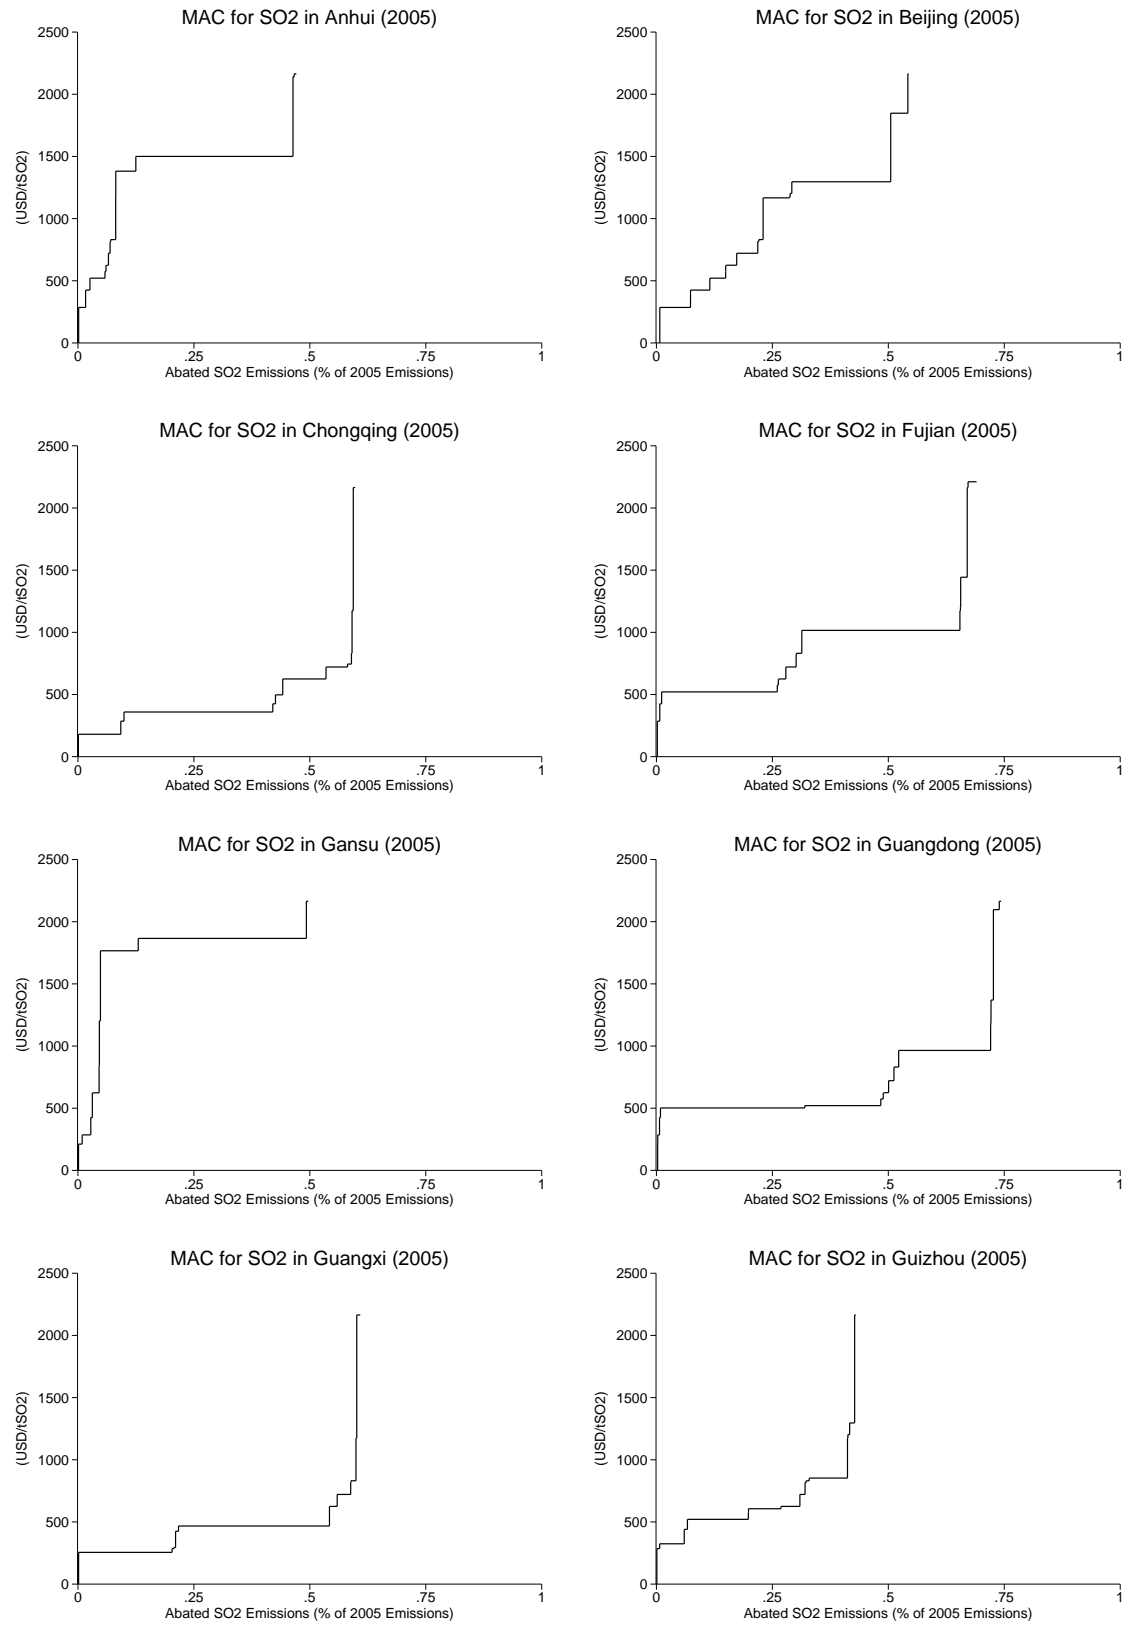 MAC for SO2 in Anhui (2005)
(USD/tSO2)
2500
2000
1500
1000
500
0
0 .25 .5 .75 1
Abated SO2 Emissions (% of 2005 Emissions)
MAC for SO2 in Beijing (2005)
(USD/tSO2)
2500
2000
1500
1000
500
0
0 .25 .5 .75 1
Abated SO2 Emissions (% of 2005 Emissions)
MAC for SO2 in Chongqing (2005)
(USD/tSO2)
2500
2000
1500
1000
500
0
0 .25 .5 .75 1
Abated SO2 Emissions (% of 2005 Emissions)
MAC for SO2 in Fujian (2005)
(USD/tSO2)
2500
2000
1500
1000
500
0
0 .25 .5 .75 1
Abated SO2 Emissions (% of 2005 Emissions)
MAC for SO2 in Gansu (2005)
(USD/tSO2)
2500
2000
1500
1000
500
0
0 .25 .5 .75 1
Abated SO2 Emissions (% of 2005 Emissions)
MAC for SO2 in Guangdong (2005)
(USD/tSO2)
2500
2000
1500
1000
500
0
0 .25 .5 .75 1
Abated SO2 Emissions (% of 2005 Emissions)
MAC for SO2 in Guangxi (2005)
(USD/tSO2)
2500
2000
1500
1000
500
0
0 .25 .5 .75 1
Abated SO2 Emissions (% of 2005 Emissions)
MAC for SO2 in Guizhou (2005)
(USD/tSO2)
2500
2000
1500
1000
500
0
0 .25 .5 .75 1
Abated SO2 Emissions (% of 2005 Emissions)